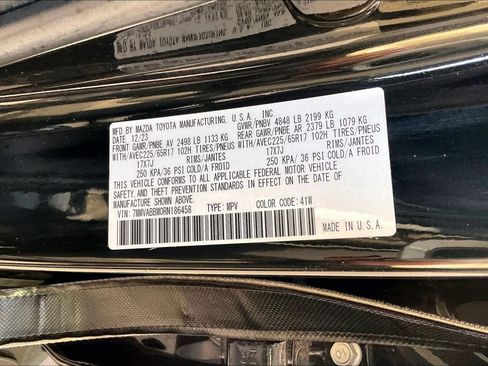 MFD. BY MAZDA TOYOTA MANUFACTURING, U.S.A., INC.
12/23 GVWR/PNBV 4848 LB 2199 KG
FRONT GAWR/PNBE AV 2498 LB 1133 KG REAR GAWR/PNBE AR 2379 LB 1079 KG
WITH/AVEC225/65R17 102H TIRES/PNEUS WITH/AVEC225/65R17 102H TIRES/PNEUS
17X7J RIMS/JANTES 17X7J RIMS/JANTES
250 KPA/36 PSI COLD/A FROID 250 KPA/36 PSI COLD/A FROID
THIS VEHICLE CONFORMS TO ALL APPLICABLE FEDERAL MOTOR VEHICLE
SAFETY, AND THEFT PREVENTION STANDARDS IN EFFECT ON THE DATE OF
MANUFACTURE SHOWN ABOVE.
VIN: 7MMVABBM0RN186458 TYPE: MPV COLOR: 41W
MADE IN U.S.A.